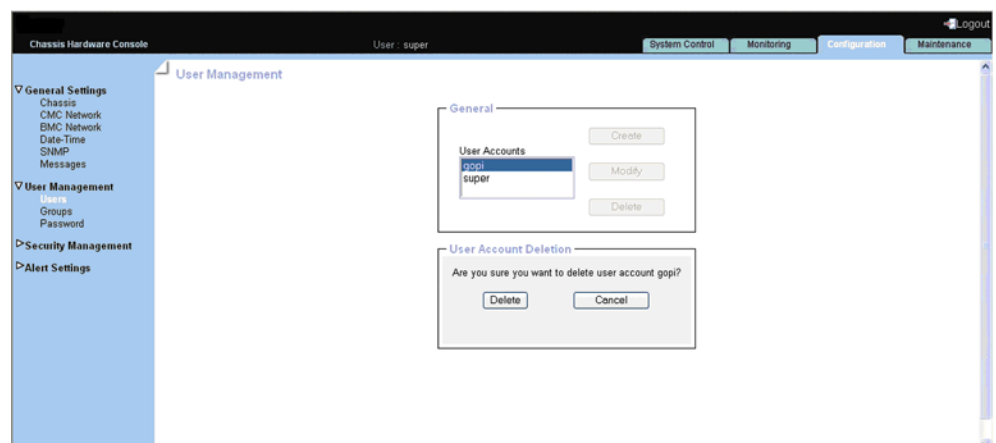 Logout
Chassis Hardware Console
User : super
System Control
Monitoring
Configuration
Maintenance
User Management
General Settings
Chassis
CMC Network
BMC Network
Date-Time
SNMP
Messages
User Management
Users
Groups
Password
Security Management
Alert Settings
General
User Accounts
gopi
super
Create
Modify
Delete
User Account Deletion
Are you sure you want to delete user account gopi?
Delete
Cancel